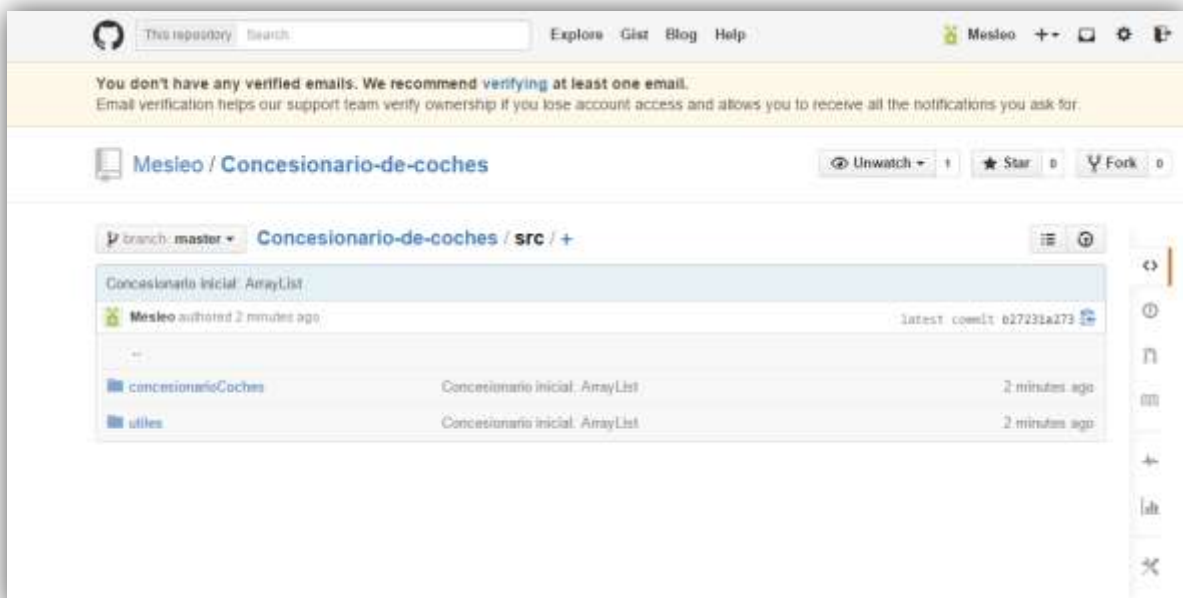 This repository Search Explore Gist Blog Help Mesleo
You don't have any verified emails. We recommend verifying at least one email.
Email verification helps our support team verify ownership if you lose account access and allows you to receive all the notifications you ask for.
Mesleo / Concesionario-de-coches Unwatch 1 Star 0 Fork 0
branch: master Concesionario-de-coches / src / +
Concesionario inicial: ArrayList
Mesleo authored 2 minutes ago latest commit b27231a273
..
concesionarioCoches Concesionario inicial: ArrayList 2 minutes ago
utiles Concesionario inicial: ArrayList 2 minutes ago